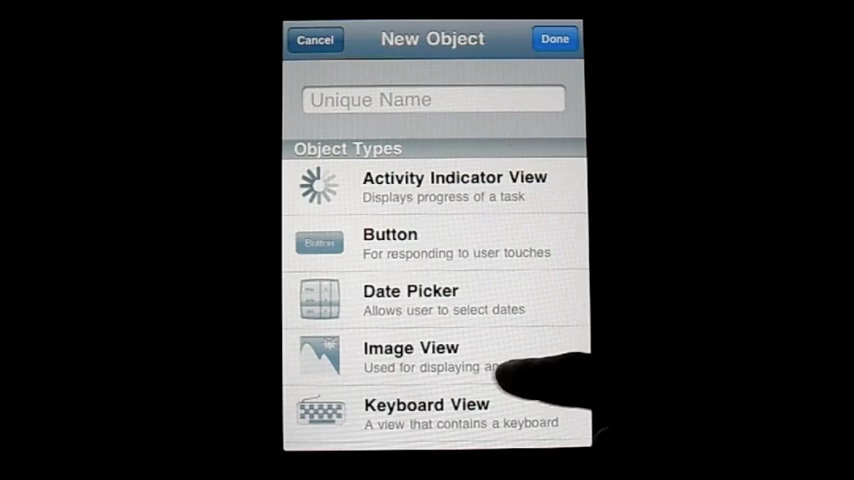 Cancel
New Object
Done
Unique Name
Object Types
Activity Indicator View
Displays progress of a task
Button
Button
For responding to user touches
Date Picker
Allows user to select dates
Image View
Used for displaying
Keyboard View
A view that contains a keyboard